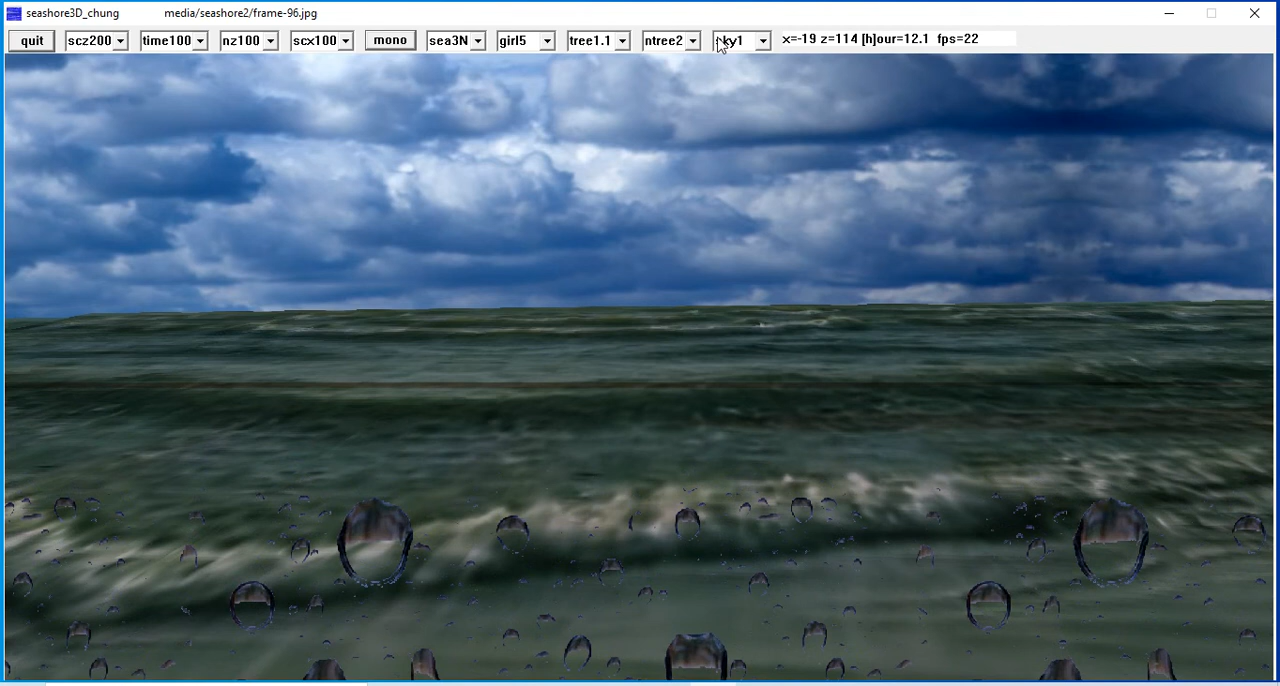 seashore3D_chung media/seashore2/frame-96.jpg
quit scz200 time100 nz100 scx100 mono sea3N girl5 tree1.1 ntree2 x=-19 z=114 [h]our=12.1 fps=22